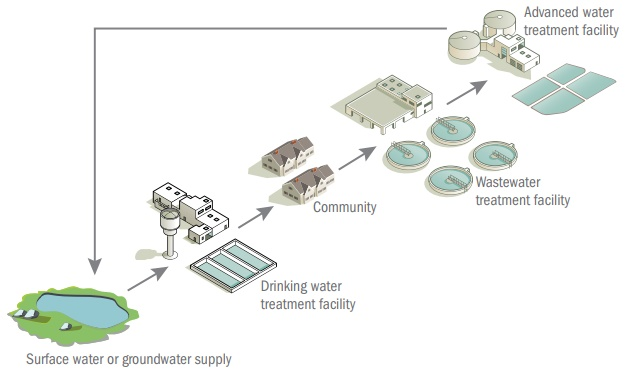 Advanced water
treatment facility
Wastewater
treatment facility
Community
Drinking water
treatment facility
Surface water or groundwater supply